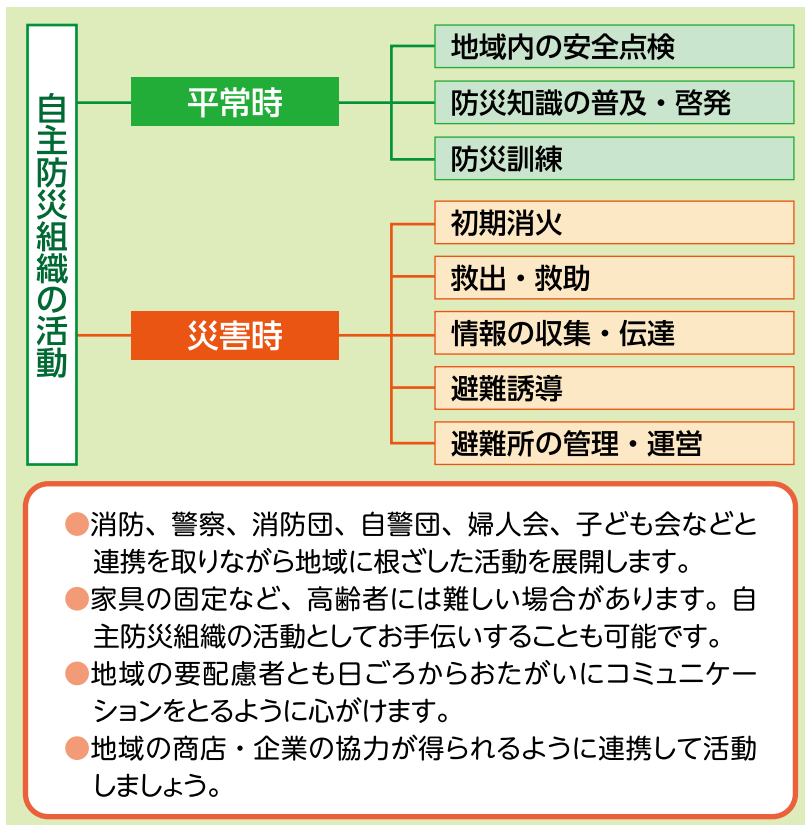 自主防災組織の活動
平常時
地域内の安全点検
防災知識の普及・啓発
防災訓練
災害時
初期消火
救出・救助
情報の収集・伝達
避難誘導
避難所の管理・運営
●消防、警察、消防団、自警団、婦人会、子ども会などと
連携を取りながら地域に根ざした活動を展開します。
●家具の固定など、高齢者には難しい場合があります。自
主防災組織の活動としてお手伝いすることも可能です。
●地域の要配慮者とも日ごろからおたがいにコミュニケー
ションをとるように心がけます。
●地域の商店・企業の協力が得られるように連携して活動
しましょう。